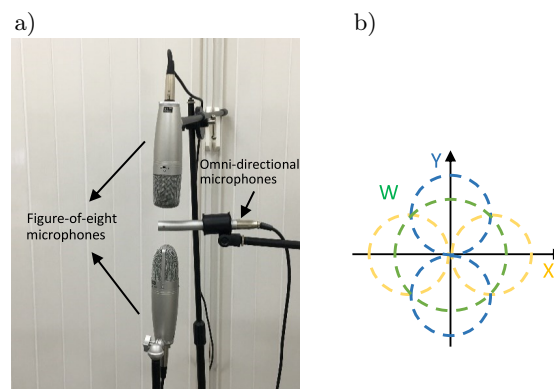 a)
b)
Omni-directional
microphones
Figure-of-eight
microphones
Y
W
X